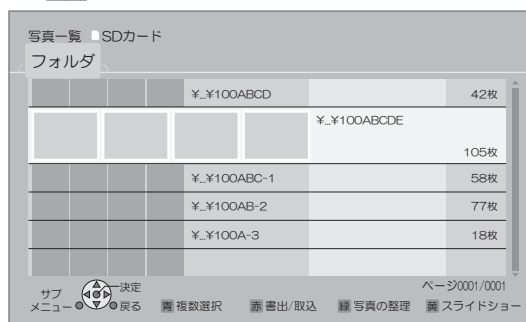 写真一覧 SDカード
フォルダ
¥...¥100ABCD 42枚
¥...¥100ABCDE
105枚
¥...¥100ABC-1 58枚
¥...¥100AB-2 77枚
¥...¥100A-3 18枚
ページ0001/0001
サブ
メニュー
決定
戻る
青 複数選択 赤 書出/取込 緑 写真の整理 黄 スライドショー